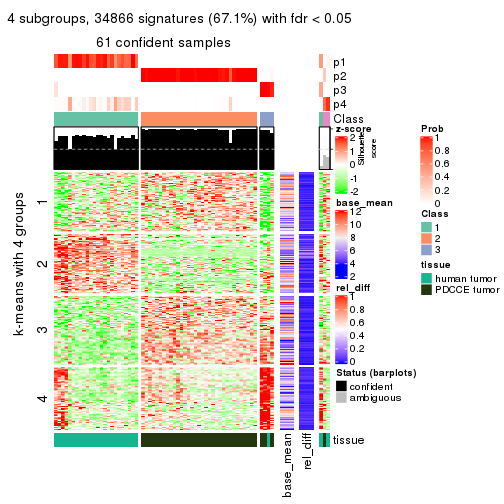 4 subgroups, 34866 signatures (67.1%) with fdr < 0.05
61 confident samples
p1
p2
p3
p4
Class
Silhouette
score
1
2
3
4
k-means with 4 groups
tissue
base_mean
rel_diff
z-score
2
1
0
-1
-2
base_mean
12
10
8
6
4
2
rel_diff
1
0.8
0.6
0.4
0.2
0
Status (barplots)
confident
ambiguous
Prob
1
0.8
0.6
0.4
0.2
0
Class
1
2
3
tissue
human tumor
PDCCE tumor